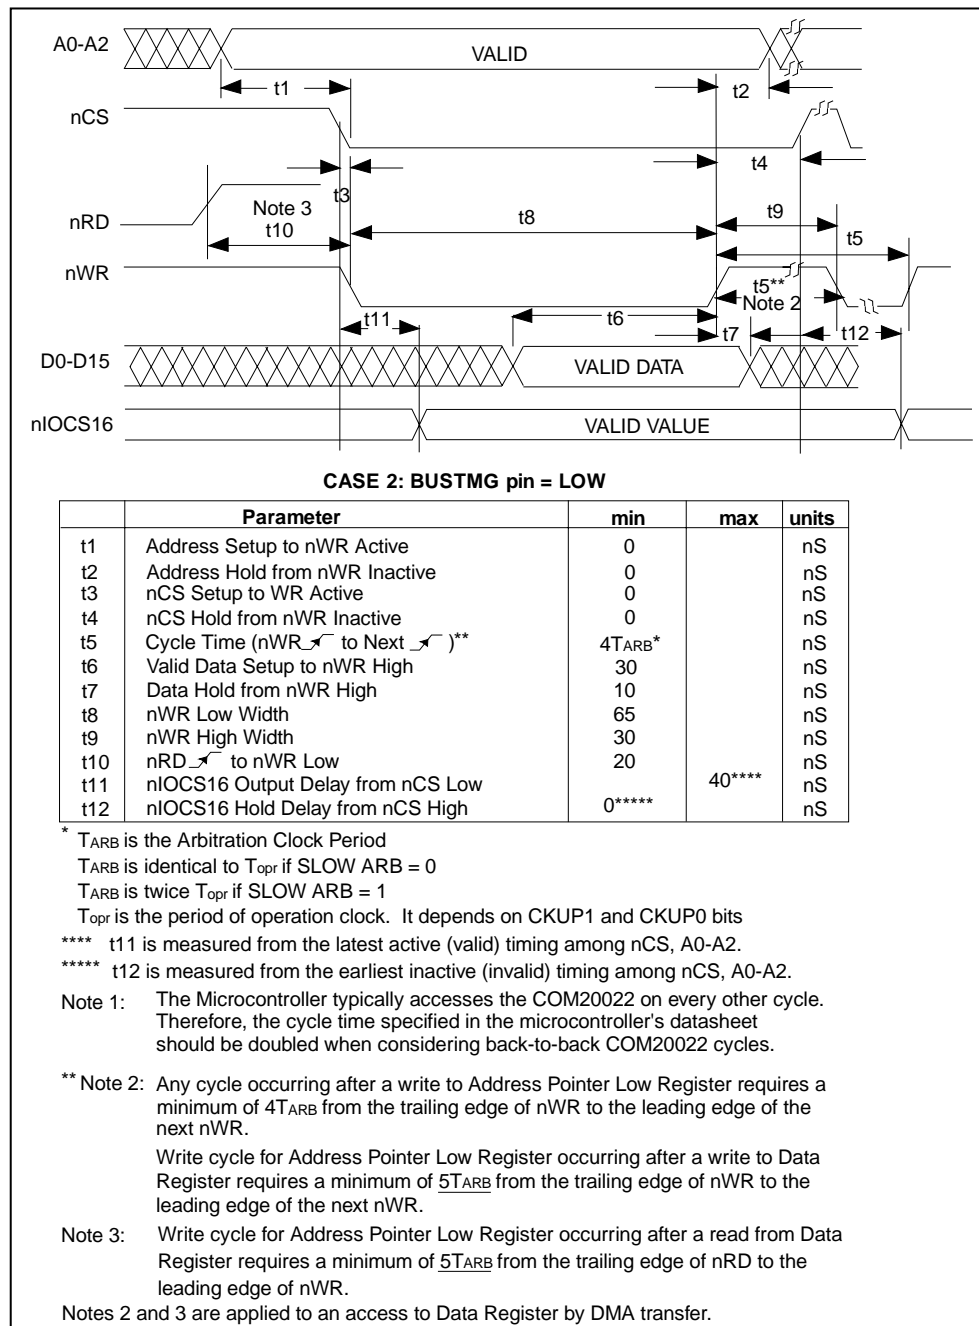 A0-A2
VALID
t1
t2
nCS
t3
t4
nRD
Note 3
t10
t8
t9
t5
nWR
t5**
Note 2
t11
t6
t7
t12
D0-D15
VALID DATA
nIOCS16
VALID VALUE
CASE 2: BUSTMG pin = LOW
Parameter min max units
t1 Address Setup to nWR Active 0 nS
t2 Address Hold from nWR Inactive 0 nS
t3 nCS Setup to WR Active 0 nS
t4 nCS Hold from nWR Inactive 0 nS
t5 Cycle Time (nWR to Next )** 4TARB* nS
t6 Valid Data Setup to nWR High 30 nS
t7 Data Hold from nWR High 10 nS
t8 nWR Low Width 65 nS
t9 nWR High Width 30 nS
t10 nRD to nWR Low 20 nS
t11 nIOCS16 Output Delay from nCS Low 40**** nS
t12 nIOCS16 Hold Delay from nCS High 0***** nS
* TARB is the Arbitration Clock Period
TARB is identical to Topr if SLOW ARB = 0
TARB is twice Topr if SLOW ARB = 1
Topr is the period of operation clock. It depends on CKUP1 and CKUP0 bits
**** t11 is measured from the latest active (valid) timing among nCS, A0-A2.
***** t12 is measured from the earliest inactive (invalid) timing among nCS, A0-A2.
Note 1: The Microcontroller typically accesses the COM20022 on every other cycle.
Therefore, the cycle time specified in the microcontroller's datasheet
should be doubled when considering back-to-back COM20022 cycles.
** Note 2: Any cycle occurring after a write to Address Pointer Low Register requires a
minimum of 4TARB from the trailing edge of nWR to the leading edge of the
next nWR.
Write cycle for Address Pointer Low Register occurring after a write to Data
Register requires a minimum of 5TARB from the trailing edge of nWR to the
leading edge of the next nWR.
Note 3: Write cycle for Address Pointer Low Register occurring after a read from Data
Register requires a minimum of 5TARB from the trailing edge of nRD to the
leading edge of nWR.
Notes 2 and 3 are applied to an access to Data Register by DMA transfer.